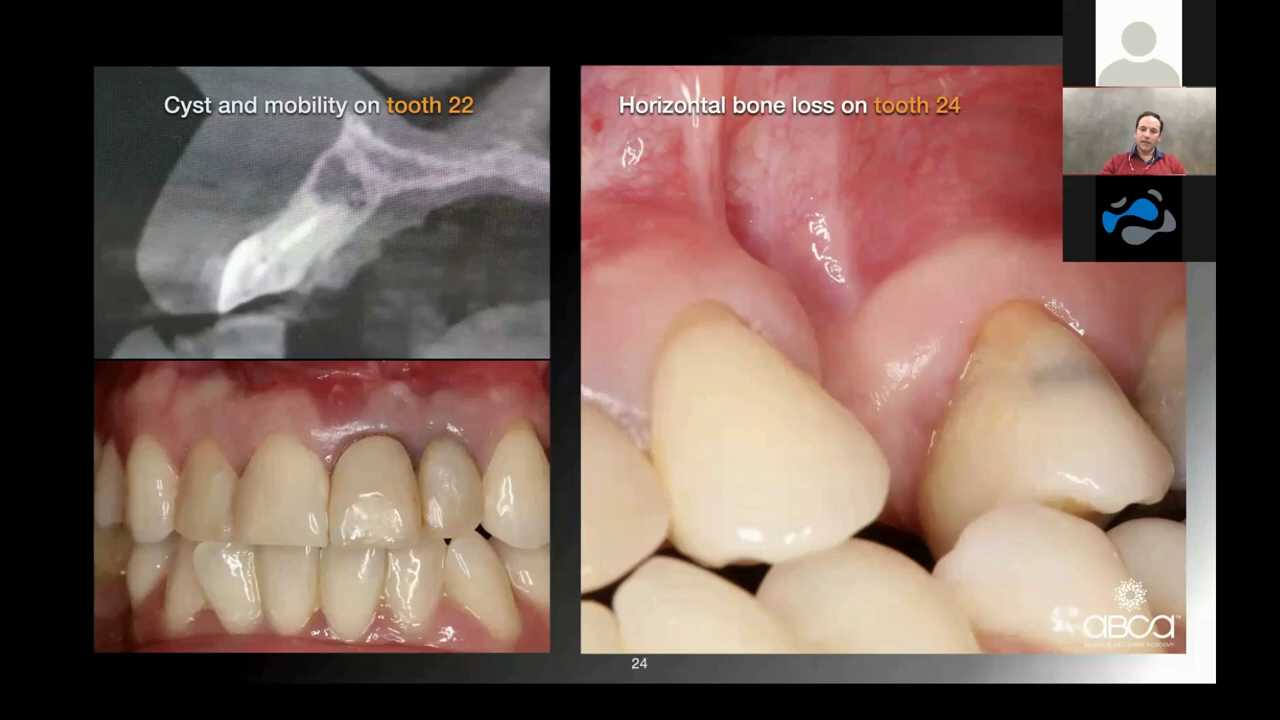 Cyst and mobility on tooth 22
Horizontal bone loss on tooth 24
abca
24